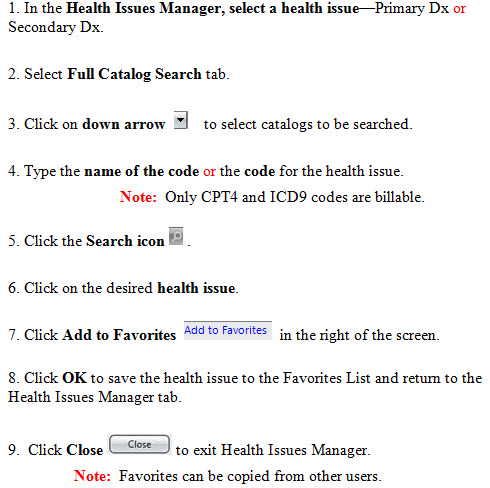 1. In the Health Issues Manager, select a health issue—Primary Dx or
Secondary Dx.
2. Select Full Catalog Search tab.
3. Click on down arrow to select catalogs to be searched.
4. Type the name of the code or the code for the health issue.
Note: Only CPT4 and ICD9 codes are billable.
5. Click the Search icon .
6. Click on the desired health issue.
7. Click Add to Favorites Add to Favorites in the right of the screen.
8. Click OK to save the health issue to the Favorites List and return to the
Health Issues Manager tab.
9. Click Close Close to exit Health Issues Manager.
Note: Favorites can be copied from other users.